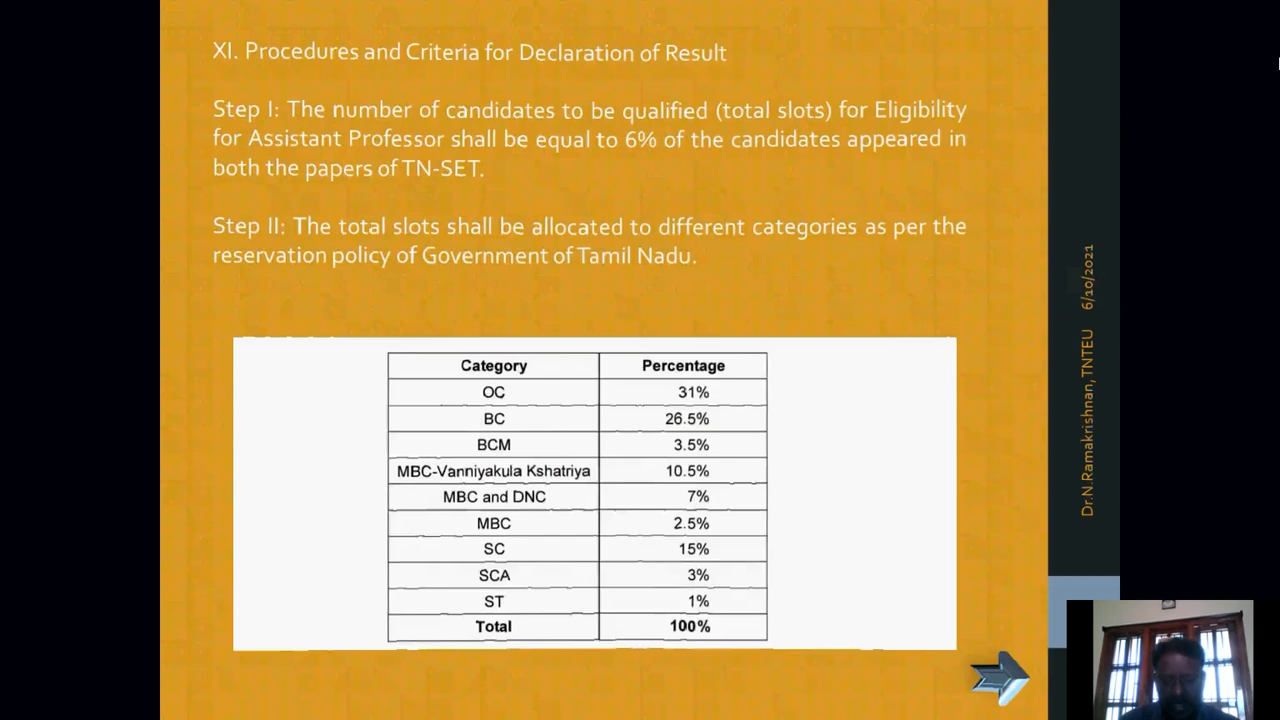 XI. Procedures and Criteria for Declaration of Result
Step I: The number of candidates to be qualified (total slots) for Eligibility
for Assistant Professor shall be equal to 6% of the candidates appeared in
both the papers of TN-SET.
Step II: The total slots shall be allocated to different categories as per the
reservation policy of Government of Tamil Nadu.
Category Percentage
OC 31%
BC 26.5%
BCM 3.5%
MBC-Vanniyakula Kshatriya 10.5%
MBC and DNC 7%
MBC 2.5%
SC 15%
SCA 3%
ST 1%
Total 100%
Dr.N.Ramakrishnan,TNTEU 6/10/2021